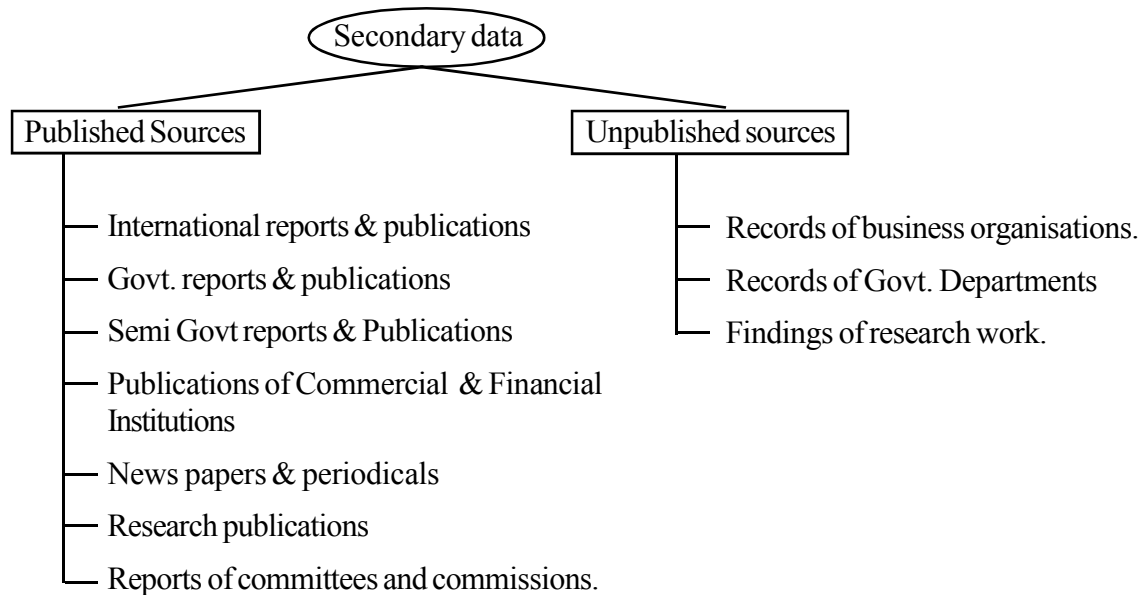 Secondary data
Published Sources
International reports & publications
Govt. reports & publications
Semi Govt reports & Publications
Publications of Commercial & Financial
Institutions
News papers & periodicals
Research publications
Reports of committees and commissions.
Unpublished sources
Records of business organisations.
Records of Govt. Departments
Findings of research work.